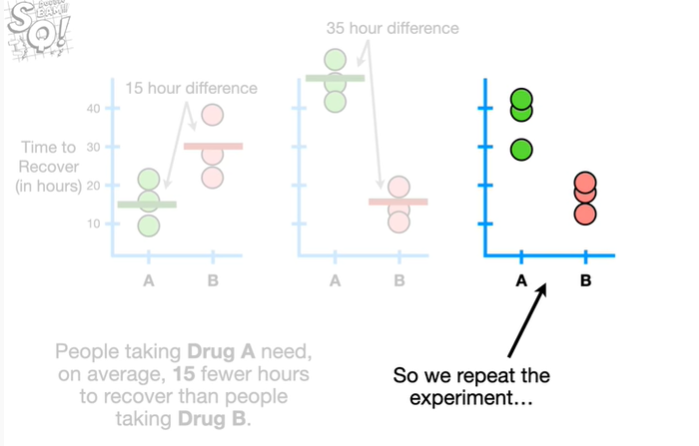 SQ!
35 hour difference
15 hour difference
Time to
Recover
(in hours)
40
30
20
10
A
B
A
B
A
B
People taking Drug A need,
on average, 15 fewer hours
to recover than people
taking Drug B.
So we repeat the
experiment…